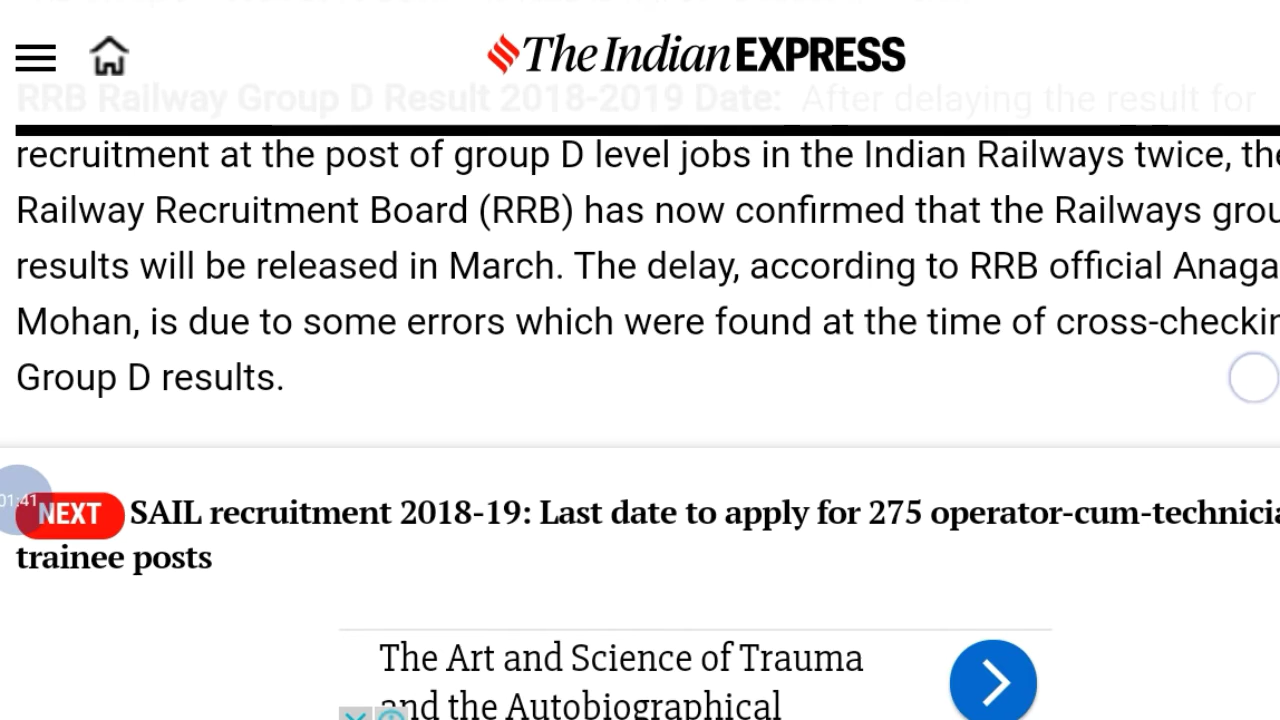 The Indian EXPRESS
RRB Railway Group D Result 2018-2019 Date: After delaying the result for
recruitment at the post of group D level jobs in the Indian Railways twice, the
Railway Recruitment Board (RRB) has now confirmed that the Railways grou
results will be released in March. The delay, according to RRB official Anaga
Mohan, is due to some errors which were found at the time of cross-checkin
Group D results.
01:41
NEXT SAIL recruitment 2018-19: Last date to apply for 275 operator-cum-technicia
trainee posts
The Art and Science of Trauma
and the Autobiographical